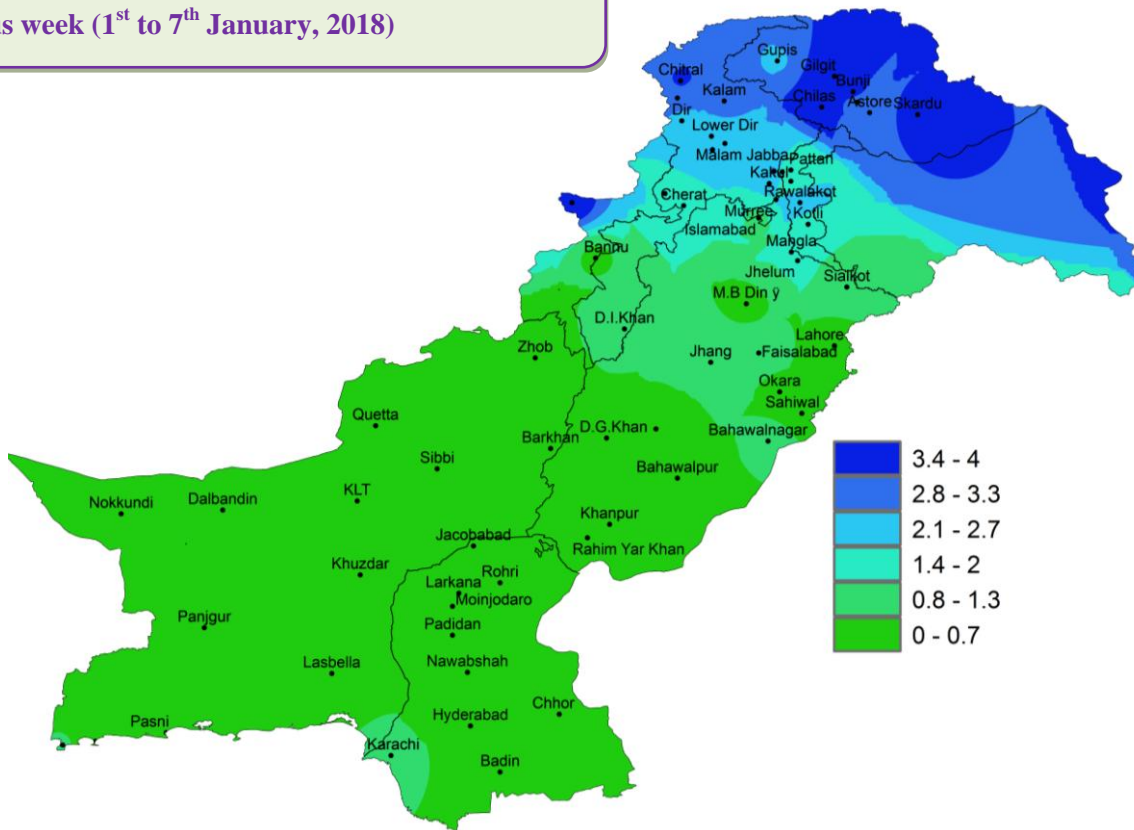 week (1st to 7th January, 2018)
Gupis
Chitral
Gilgit
Bunji
Kalam
Chilas
Astore
Skardu
Dir
Lower Dir
Malam Jabba
Pattan
Kakul
Rawalakot
Cherat
Murree
Kotli
Islamabad
Bannu
Mangla
Jhelum
Sialkot
M.B Din ÿ
D.I.Khan
Lahore
Zhob
Jhang
Faisalabad
Okara
Sahiwal
Quetta
D.G.Khan
Bahawalnagar
Barkhan
Sibbi
Bahawalpur
Nokkundi
Dalbandin
KLT
Khanpur
Jacobabad
Rahim Yar Khan
Khuzdar
Rohri
Larkana
Moinjodaro
Panjgur
Padidan
Lasbella
Nawabshah
Chhor
Pasni
Hyderabad
Karachi
Badin
3.4 - 4
2.8 - 3.3
2.1 - 2.7
1.4 - 2
0.8 - 1.3
0 - 0.7